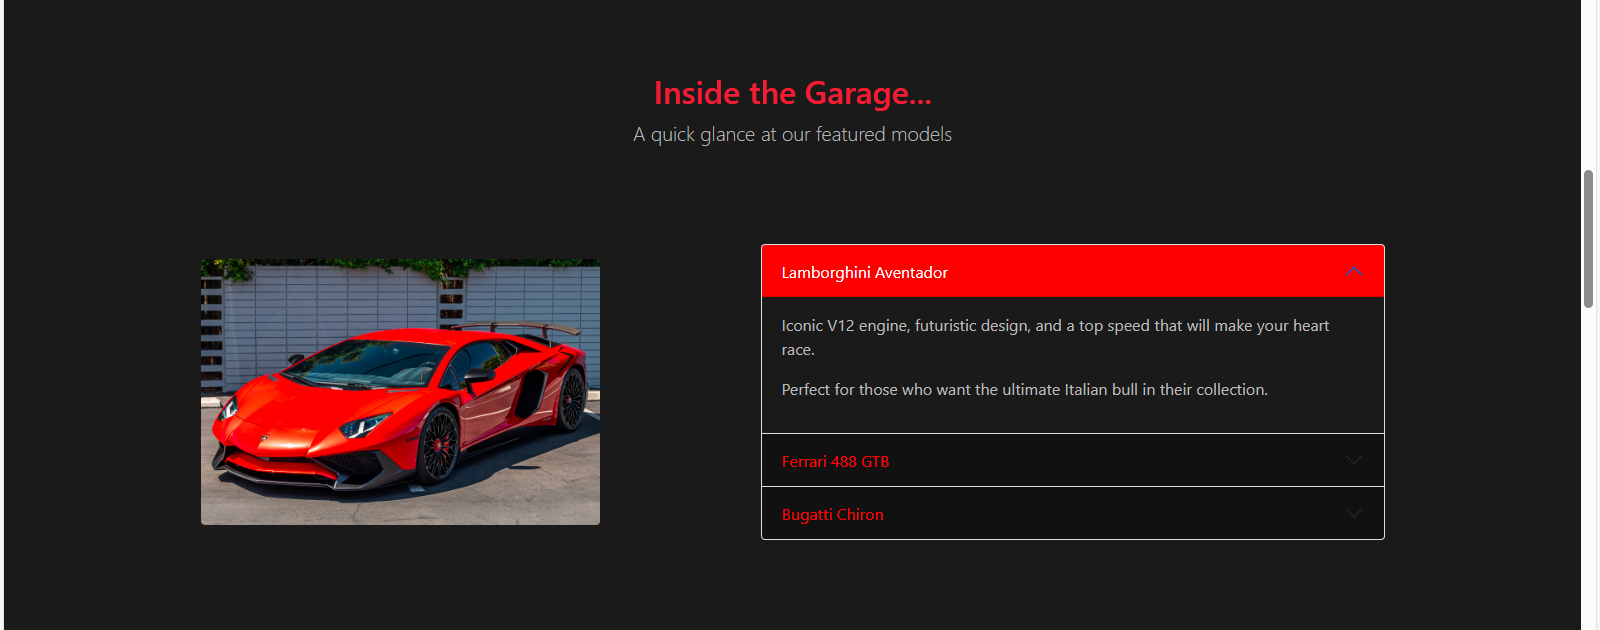 Inside the Garage...
A quick glance at our featured models
Lamborghini Aventador
Iconic V12 engine, futuristic design, and a top speed that will make your heart
race.
Perfect for those who want the ultimate Italian bull in their collection.
Ferrari 488 GTB
Bugatti Chiron